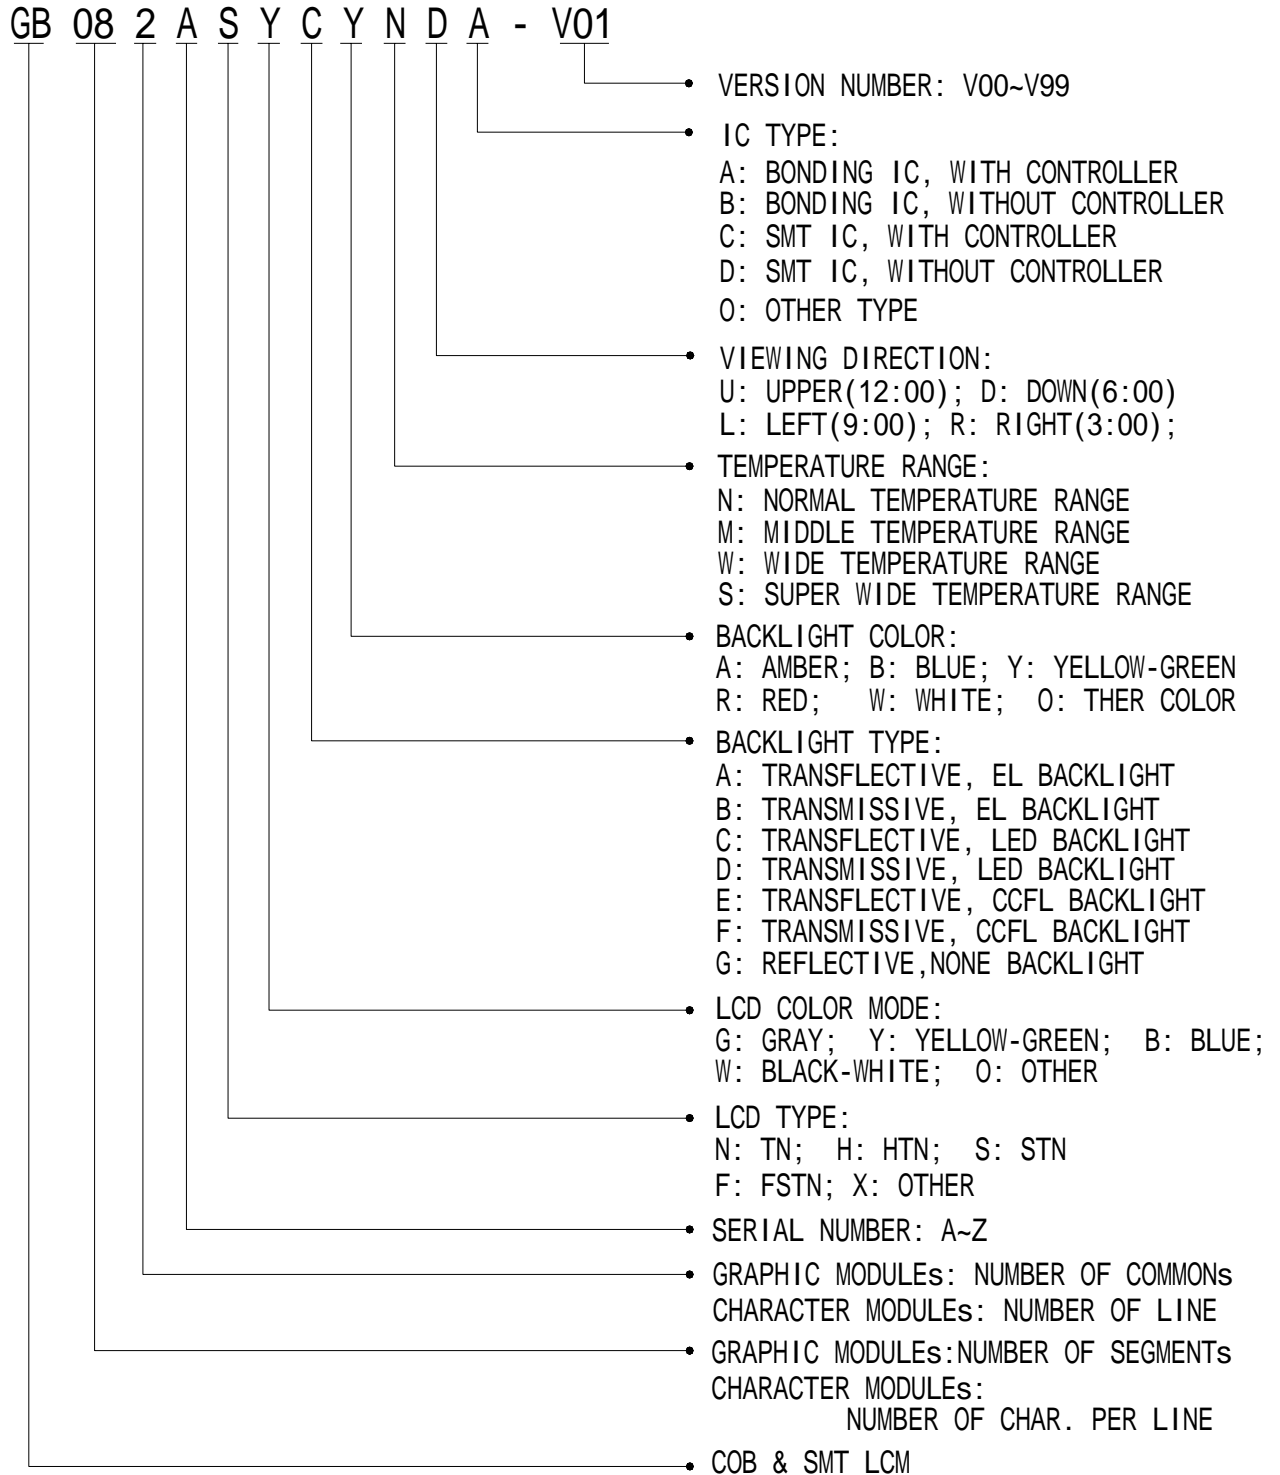 GB 08 2 A S Y C Y N D A - V01
VERSION NUMBER: V00~V99
IC TYPE:
A: BONDING IC, WITH CONTROLLER
B: BONDING IC, WITHOUT CONTROLLER
C: SMT IC, WITH CONTROLLER
D: SMT IC, WITHOUT CONTROLLER
O: OTHER TYPE
VIEWING DIRECTION:
U: UPPER(12:00); D: DOWN(6:00)
L: LEFT(9:00); R: RIGHT(3:00);
TEMPERATURE RANGE:
N: NORMAL TEMPERATURE RANGE
M: MIDDLE TEMPERATURE RANGE
W: WIDE TEMPERATURE RANGE
S: SUPER WIDE TEMPERATURE RANGE
BACKLIGHT COLOR:
A: AMBER; B: BLUE; Y: YELLOW-GREEN
R: RED; W: WHITE; O: THER COLOR
BACKLIGHT TYPE:
A: TRANSFLECTIVE, EL BACKLIGHT
B: TRANSMISSIVE, EL BACKLIGHT
C: TRANSFLECTIVE, LED BACKLIGHT
D: TRANSMISSIVE, LED BACKLIGHT
E: TRANSFLECTIVE, CCFL BACKLIGHT
F: TRANSMISSIVE, CCFL BACKLIGHT
G: REFLECTIVE,NONE BACKLIGHT
LCD COLOR MODE:
G: GRAY; Y: YELLOW-GREEN; B: BLUE;
W: BLACK-WHITE; O: OTHER
LCD TYPE:
N: TN; H: HTN; S: STN
F: FSTN; X: OTHER
SERIAL NUMBER: A~Z
GRAPHIC MODULEs: NUMBER OF COMMONs
CHARACTER MODULEs: NUMBER OF LINE
GRAPHIC MODULEs:NUMBER OF SEGMENTs
CHARACTER MODULEs:
NUMBER OF CHAR. PER LINE
COB & SMT LCM